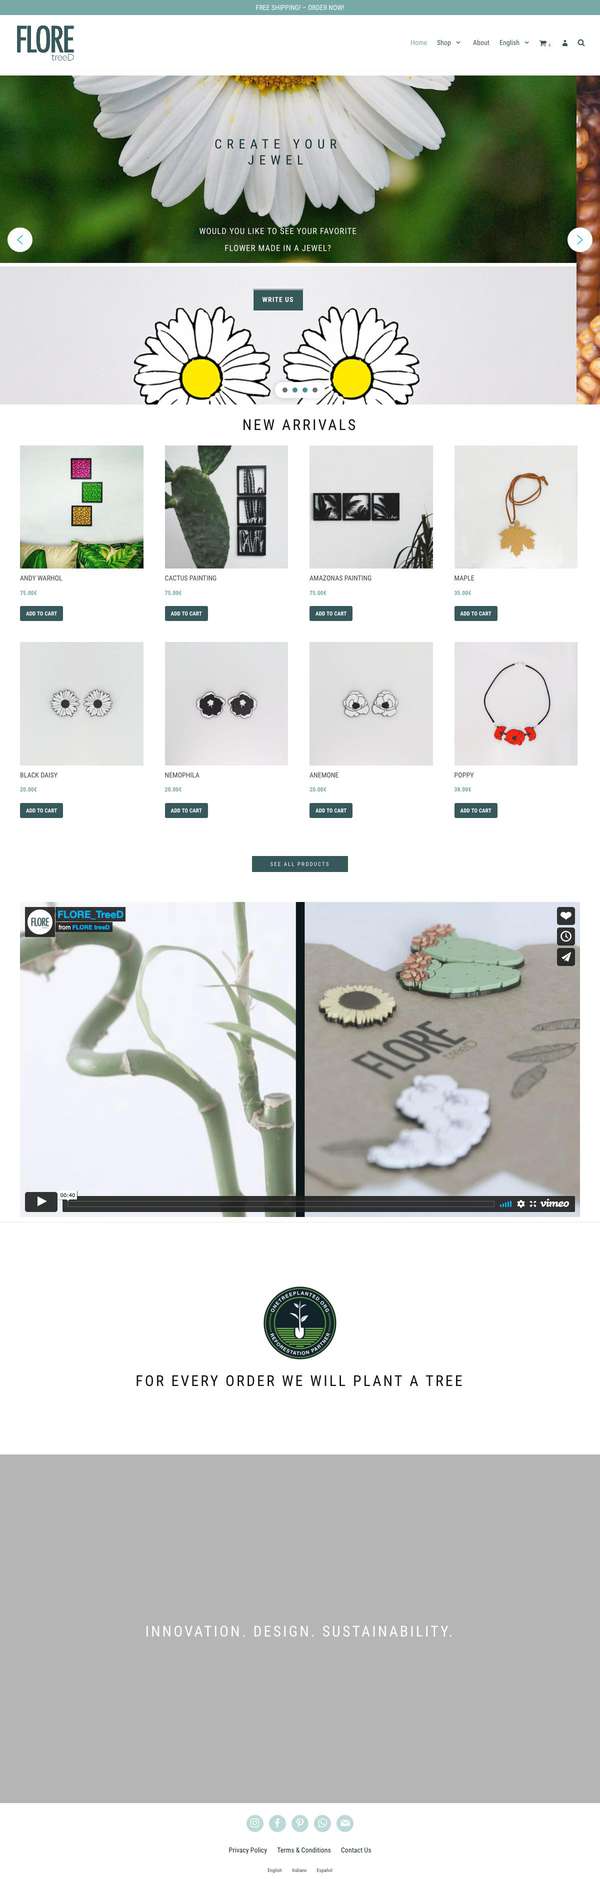 FREE SHIPPING! – ORDER NOW!
FLORE
treeD
Home Shop About English
CREATE YOUR
JEWEL
WOULD YOU LIKE TO SEE YOUR FAVORITE
FLOWER MADE IN A JEWEL?
WRITE US
NEW ARRIVALS
ANDY WARHOL
75.00€
ADD TO CART
CACTUS PAINTING
75.00€
ADD TO CART
AMAZONAS PAINTING
75.00€
ADD TO CART
MAPLE
35.00€
ADD TO CART
BLACK DAISY
20.00€
ADD TO CART
NEMOPHILA
20.00€
ADD TO CART
ANEMONE
20.00€
ADD TO CART
POPPY
38.00€
ADD TO CART
SEE ALL PRODUCTS
FLORE
FLORE_TreeD
from FLORE treeD
FLORE
treeD
00:40
vimeo
ONETREEPLANTED.ORG
REFORESTATION PARTNER
FOR EVERY ORDER WE WILL PLANT A TREE
INNOVATION. DESIGN. SUSTAINABILITY.
Privacy Policy Terms & Conditions Contact Us
English Italiano Español